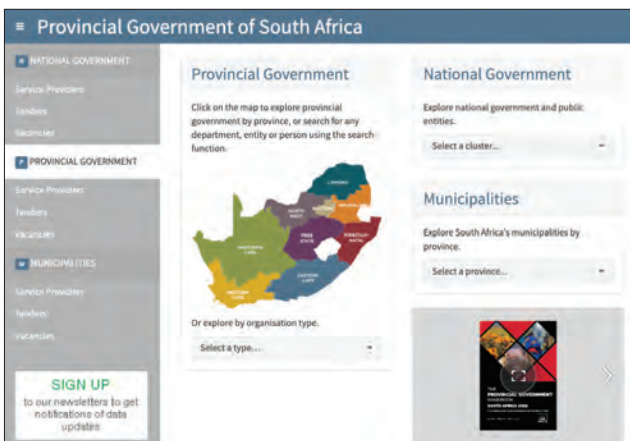 ≡ Provincial Government of South Africa
N NATIONAL GOVERNMENT
Service Providers
Tenders
Vacancies
P PROVINCIAL GOVERNMENT
Service Providers
Tenders
Vacancies
M MUNICIPALITIES
Service Providers
Tenders
Vacancies
SIGN UP
to our newsletters to get
notifications of data
updates
Provincial Government
Click on the map to explore provincial
government by province, or search for any
department, entity or person using the search
function.
LIMPOPO
NORTH
WEST
FREE
STATE
KWAZULU-
NATAL
NORTHERN
CAPE
EASTERN
CAPE
WESTERN
CAPE
Or explore by organisation type.
Select a type...
National Government
Explore national government and public
entities.
Select a cluster...
Municipalities
Explore South Africa's municipalities by
province.
Select a province...
THE
PROVINCIAL GOVERNMENT
HANDBOOK